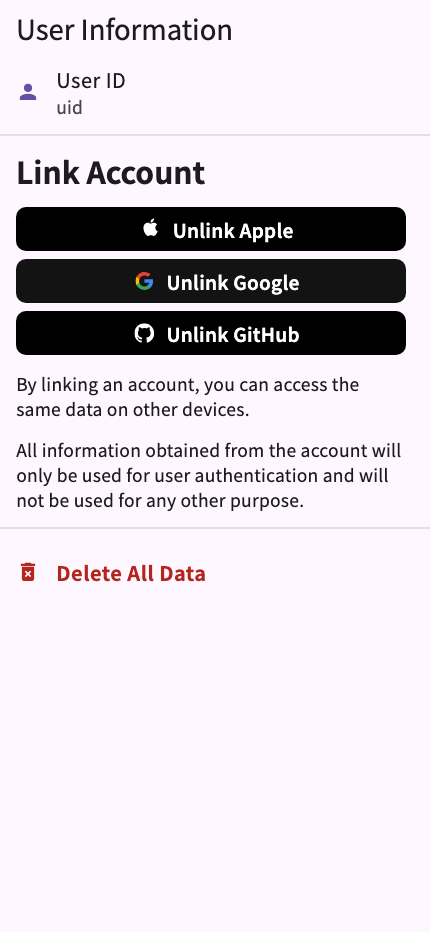 User Information
User ID
uid
Link Account
Unlink Apple
Unlink Google
Unlink GitHub
By linking an account, you can access the
same data on other devices.
All information obtained from the account will
only be used for user authentication and will
not be used for any other purpose.
Delete All Data